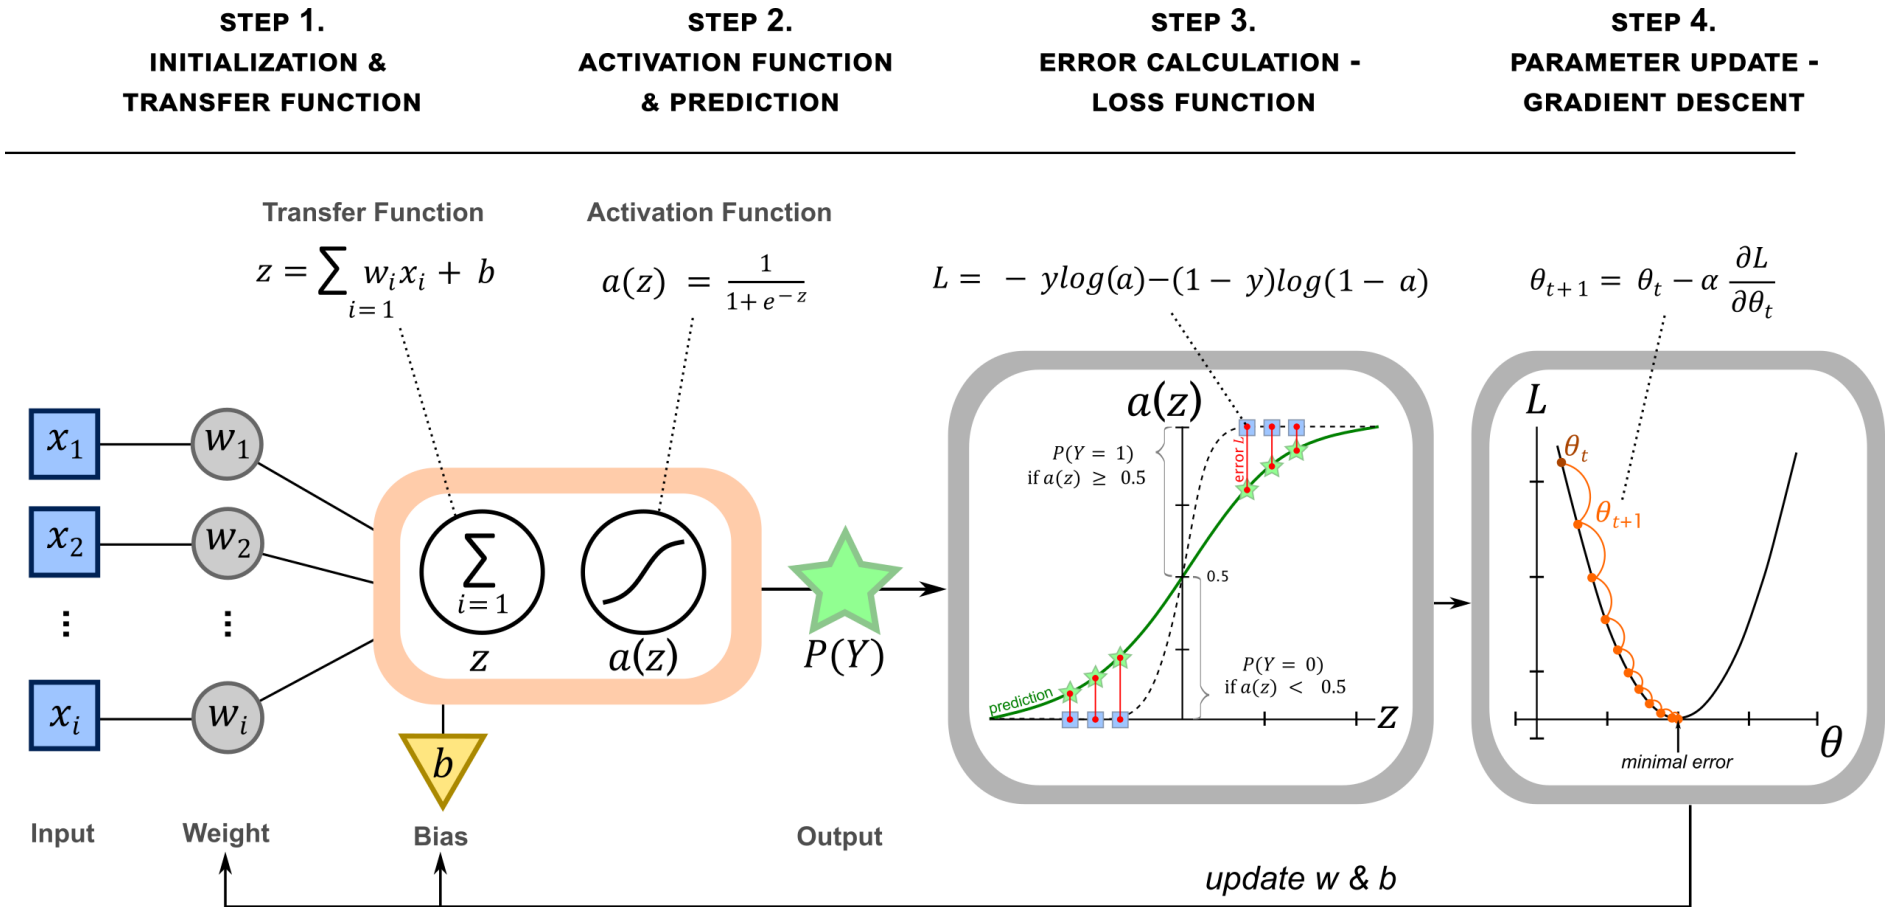 STEP 1.
INITIALIZATION &
TRANSFER FUNCTION
STEP 2.
ACTIVATION FUNCTION
& PREDICTION
STEP 3.
ERROR CALCULATION -
LOSS FUNCTION
STEP 4.
PARAMETER UPDATE -
GRADIENT DESCENT
Transfer Function
z = ∑_{i=1} w_i x_i + b
Activation Function
a(z) = 1 / (1 + e^{-z})
L = − ylog(a)−(1 − y)log(1 − a)
θ_{t+1} = θ_t − α ∂L/∂θ_t
x_1
w_1
x_2
w_2
⋮
⋮
x_i
w_i
∑
i=1
z
a(z)
b
P(Y)
a(z)
P(Y = 1)
if a(z) ≥ 0.5
error L
0.5
P(Y = 0)
if a(z) < 0.5
prediction
z
L
θ_t
θ_{t+1}
θ
minimal error
Input
Weight
Bias
Output
update w & b